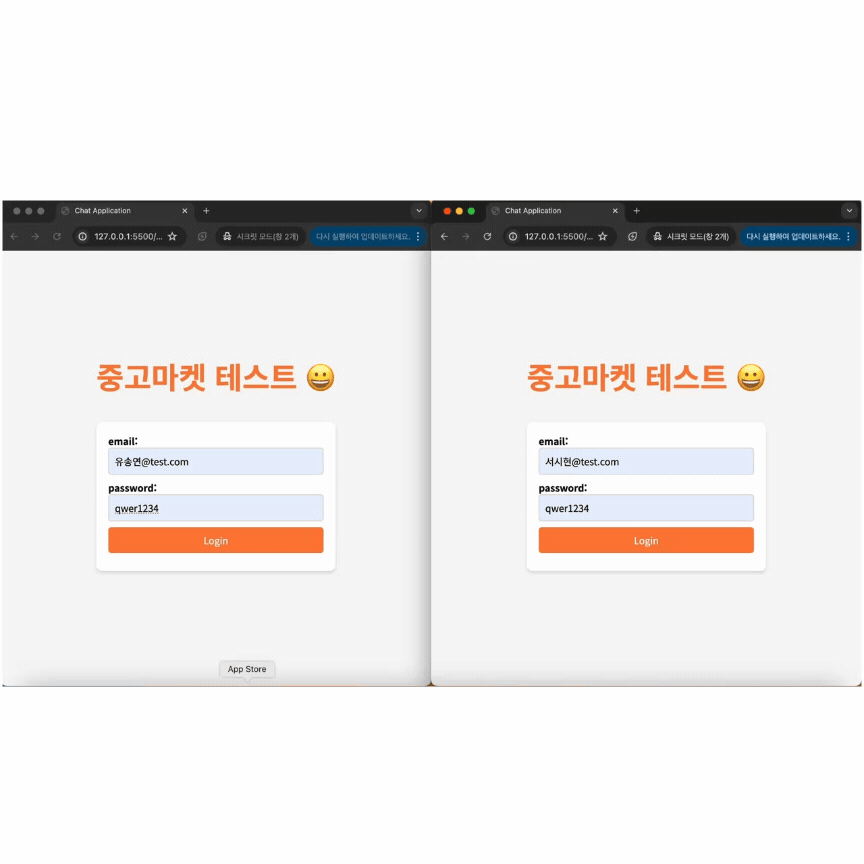 Chat Application
127.0.0.1:5500/...
시크릿 모드(창 2개)
다시 실행하여 업데이트하세요.
중고마켓 테스트 😀
email:
유송연@test.com
password:
qwer1234
Login
App Store
Chat Application
127.0.0.1:5500/...
시크릿 모드(창 2개)
다시 실행하여 업데이트하세요.
중고마켓 테스트 😀
email:
서시현@test.com
password:
qwer1234
Login